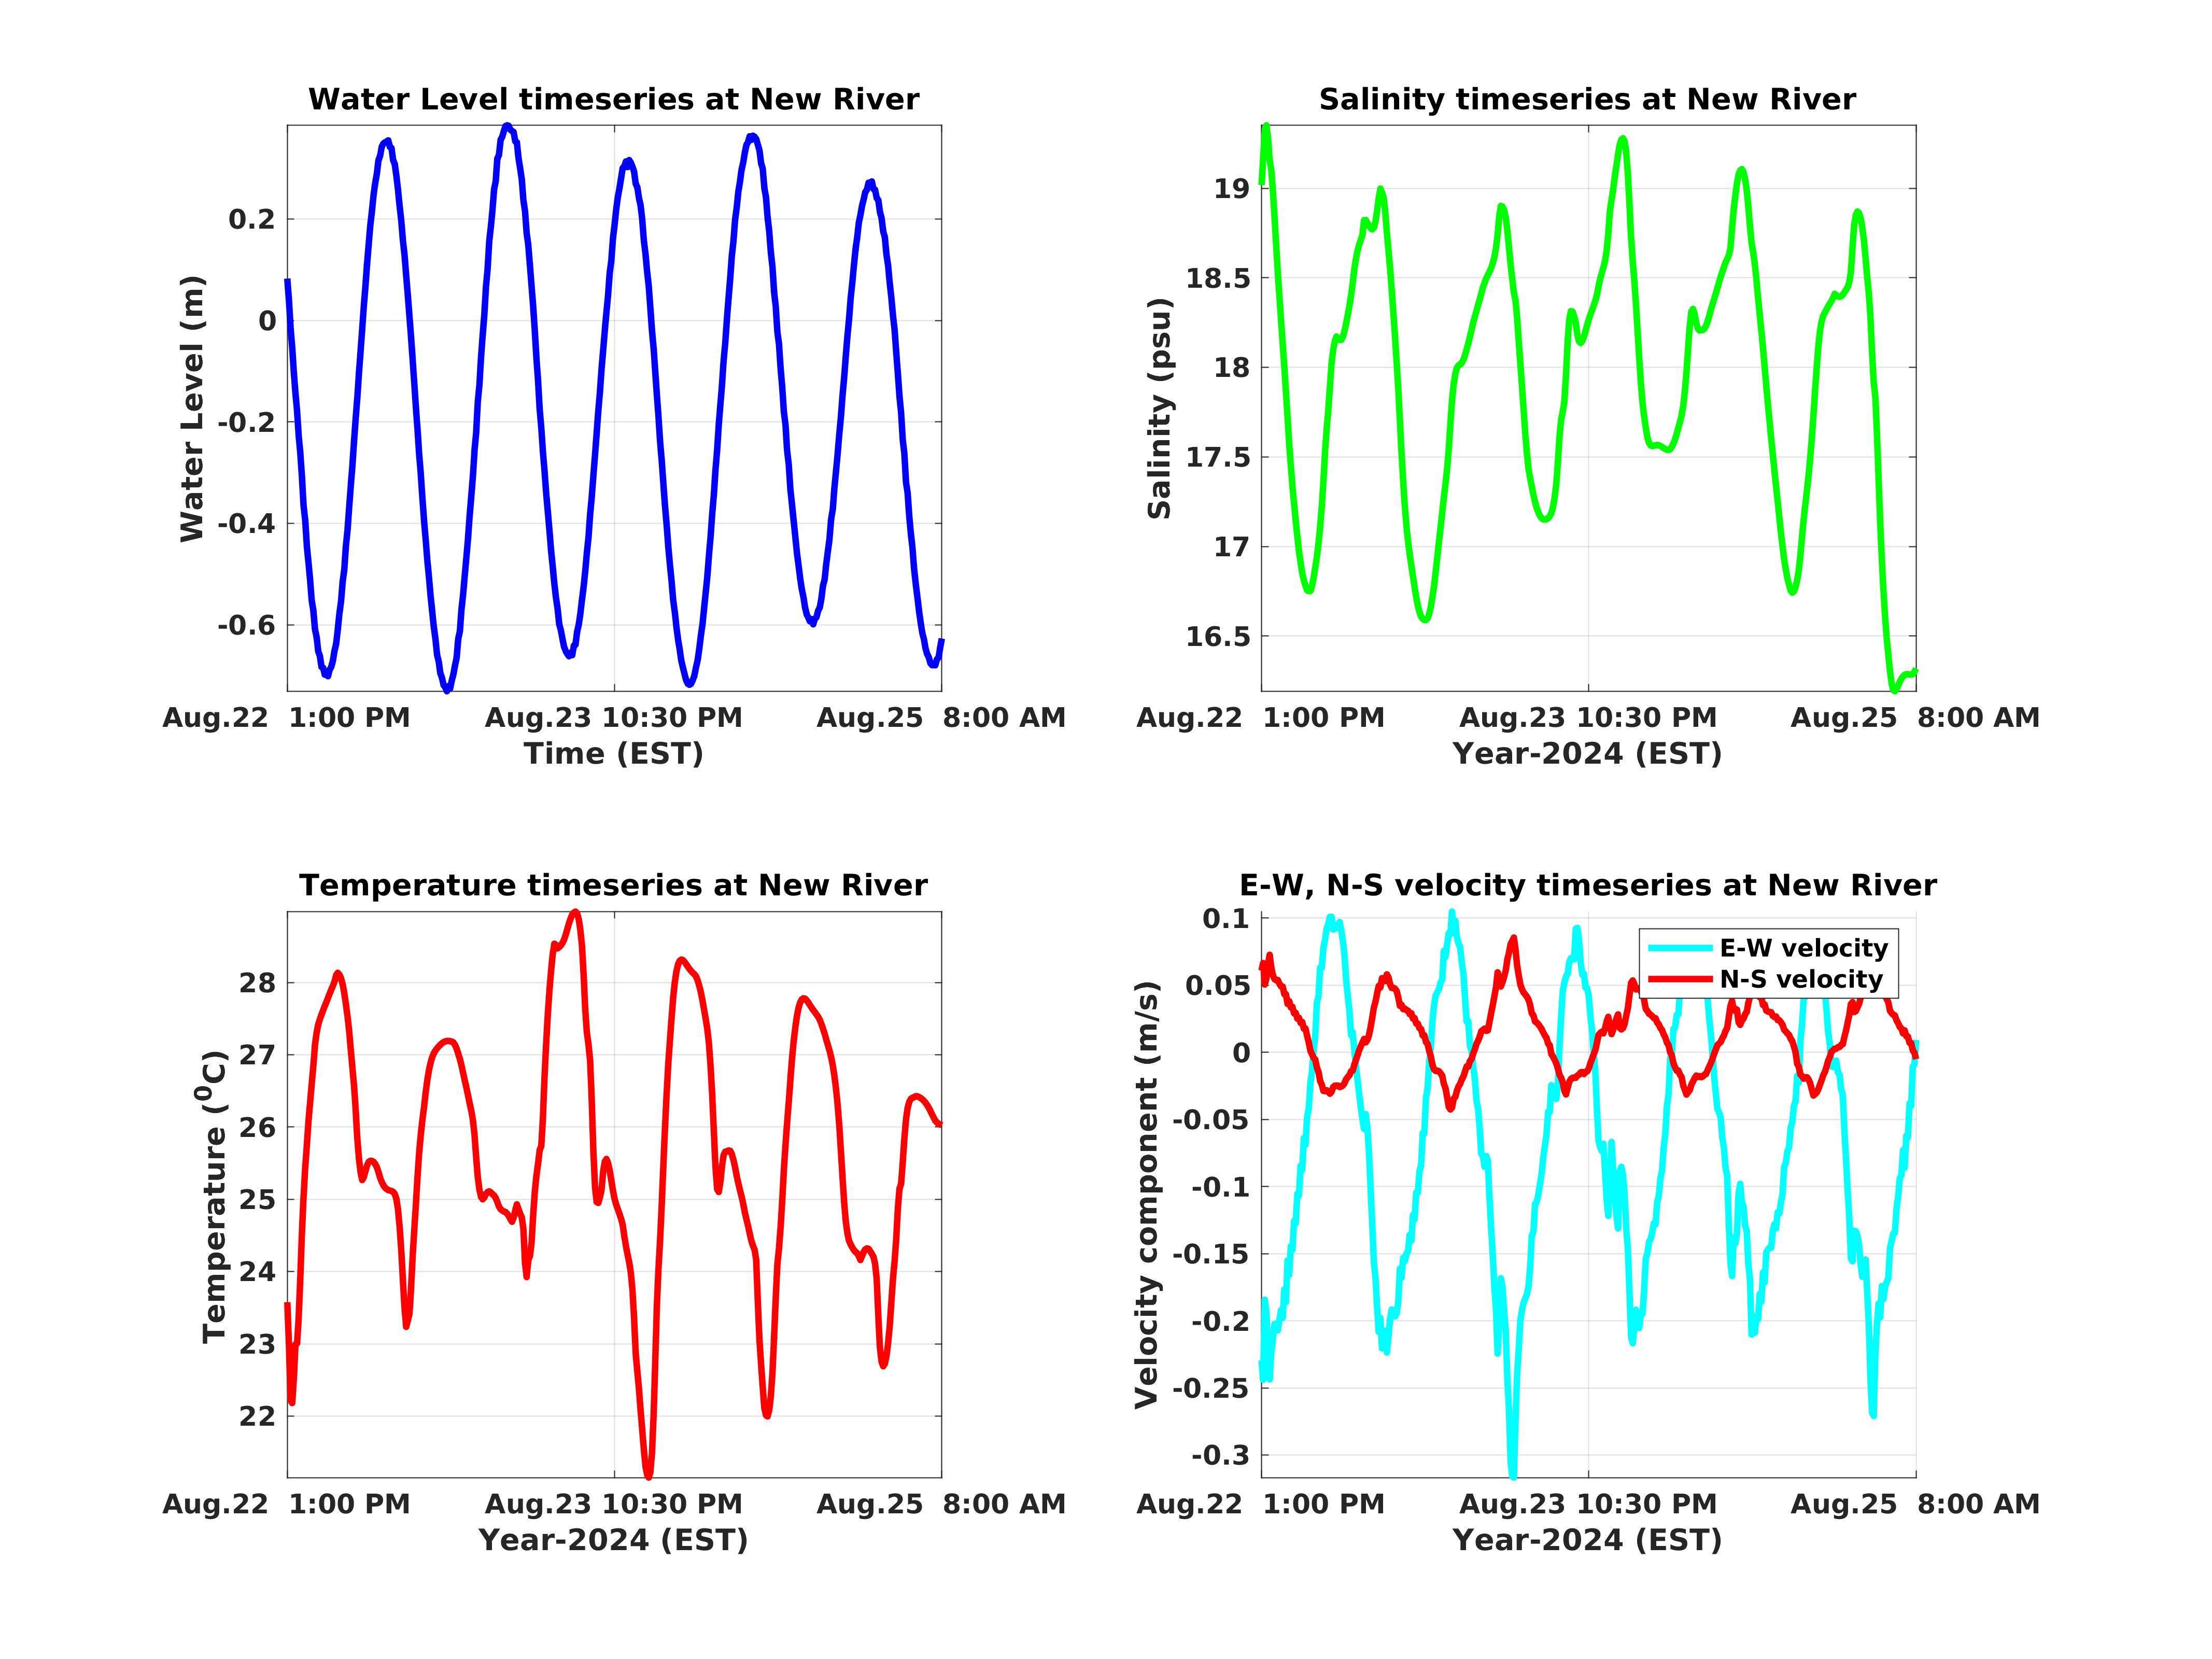 Water Level timeseries at New River
Water Level (m)
0.2
0
-0.2
-0.4
-0.6
Aug.22 1:00 PM Aug.23 10:30 PM Aug.25 8:00 AM
Time (EST)
Salinity timeseries at New River
Salinity (psu)
19
18.5
18
17.5
17
16.5
Aug.22 1:00 PM Aug.23 10:30 PM Aug.25 8:00 AM
Year-2024 (EST)
Temperature timeseries at New River
Temperature (⁰C)
28
27
26
25
24
23
22
Aug.22 1:00 PM Aug.23 10:30 PM Aug.25 8:00 AM
Year-2024 (EST)
E-W, N-S velocity timeseries at New River
Velocity component (m/s)
0.1
0.05
0
-0.05
-0.1
-0.15
-0.2
-0.25
-0.3
E-W velocity
N-S velocity
Aug.22 1:00 PM Aug.23 10:30 PM Aug.25 8:00 AM
Year-2024 (EST)